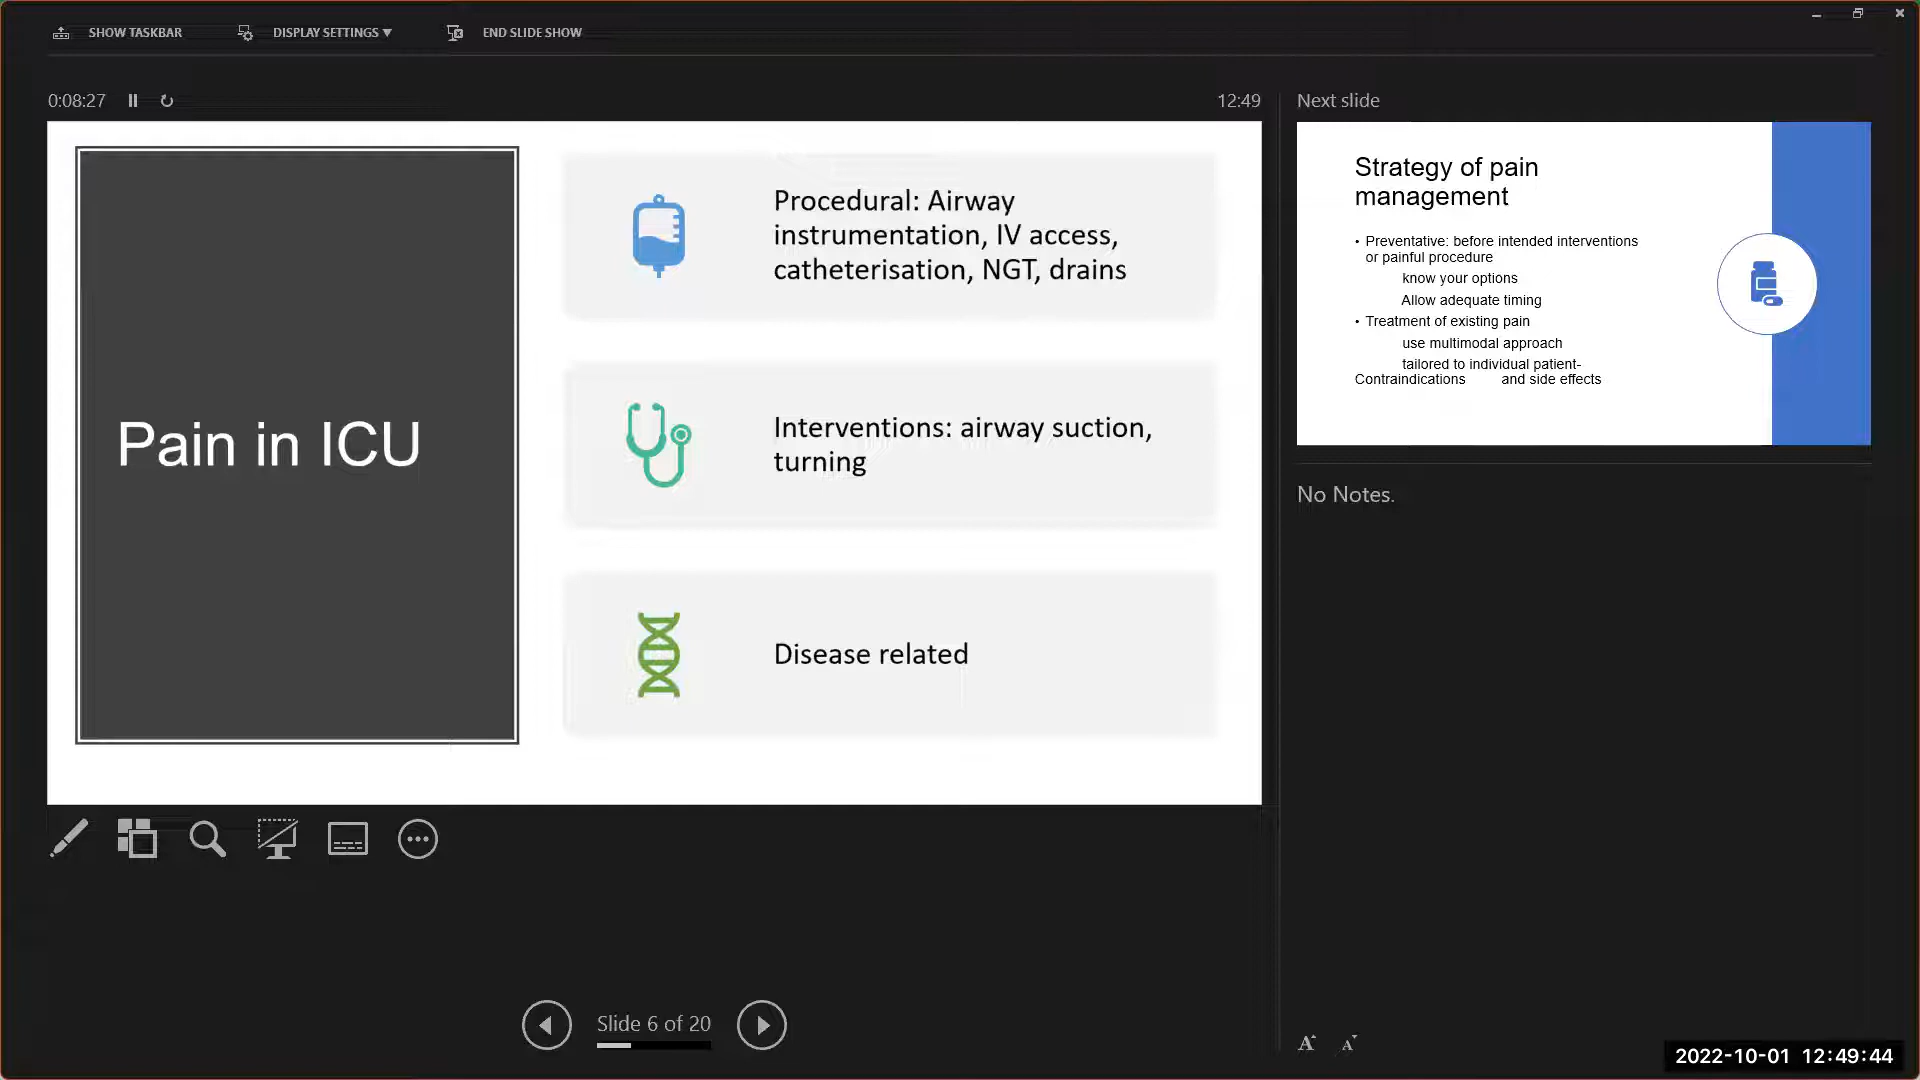 SHOW TASKBAR
DISPLAY SETTINGS ▼
END SLIDE SHOW
0:08:27
12:49
Pain in ICU
Procedural: Airway
instrumentation, IV access,
catheterisation, NGT, drains
Interventions: airway suction,
turning
Disease related
Next slide
Strategy of pain
management
• Preventative: before intended interventions
or painful procedure
know your options
Allow adequate timing
• Treatment of existing pain
use multimodal approach
tailored to individual patient-
Contraindications and side effects
No Notes.
Slide 6 of 20
A A
2022-10-01 12:49:44